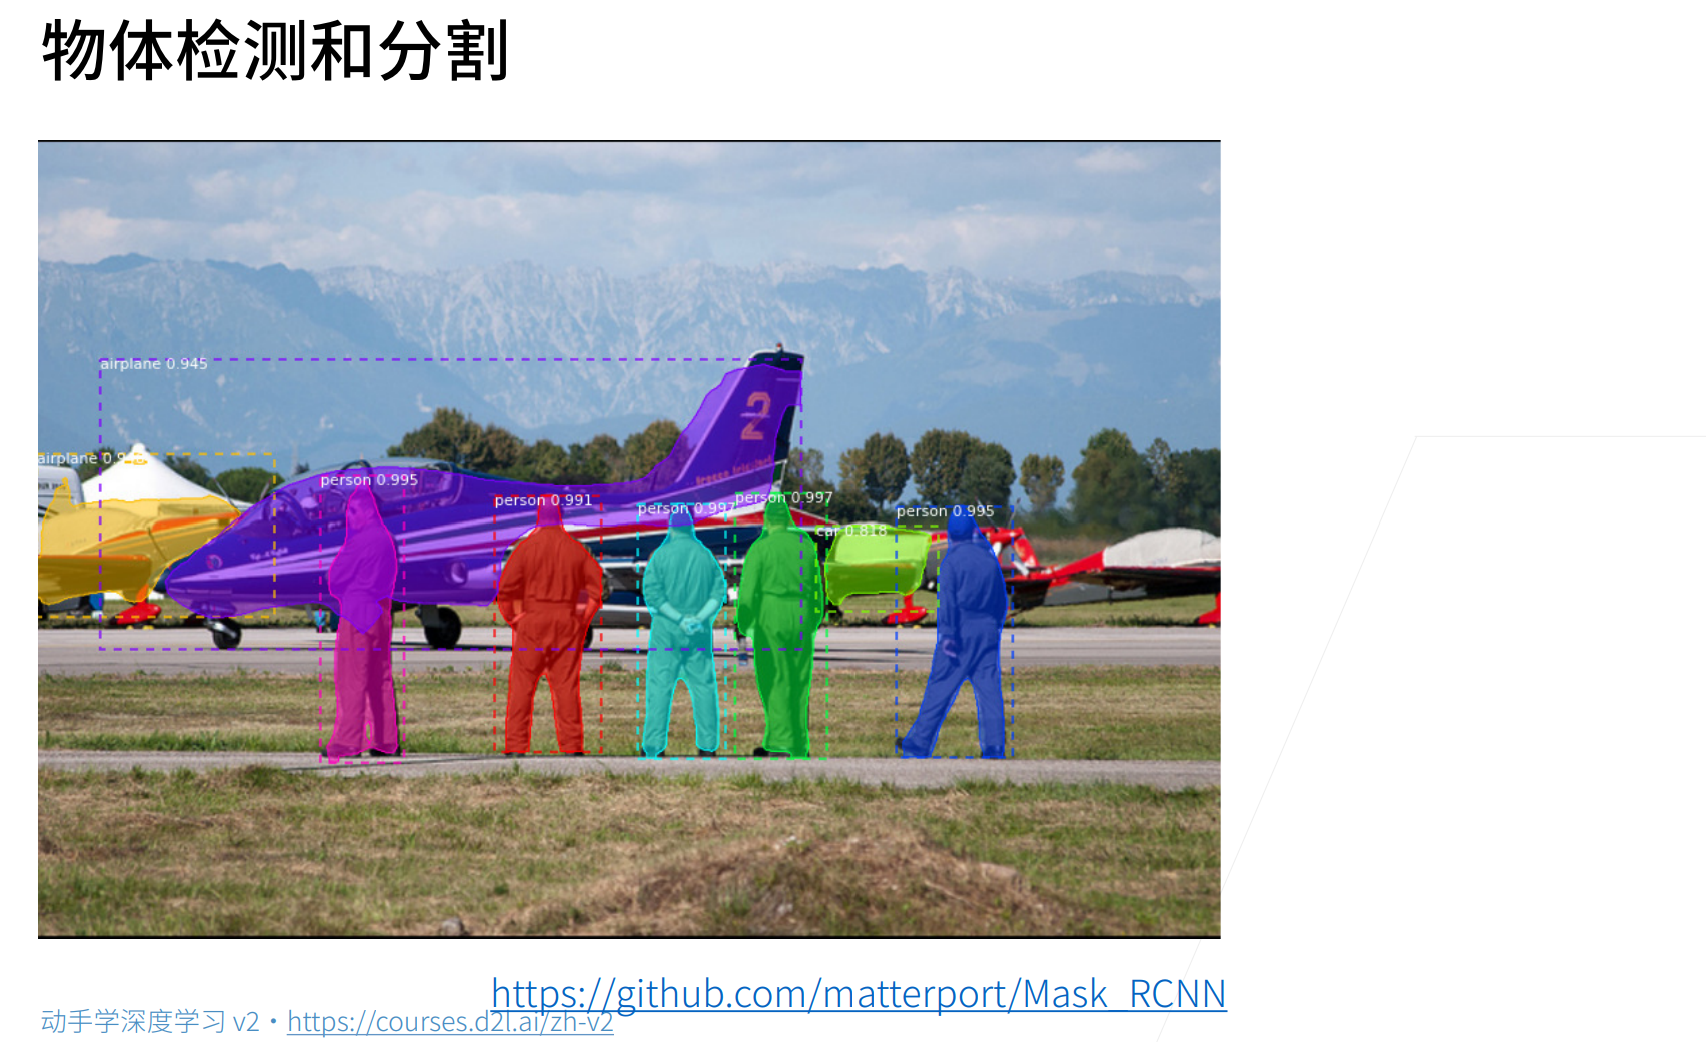 物体检测和分割
airplane 0.945
airplane 0.9
person 0.995
person 0.991
person 0.997
person 0.997
car 0.818
person 0.995
2
https://github.com/matterport/Mask_RCNN
动手学深度学习 v2 · https://courses.d2l.ai/zh-v2